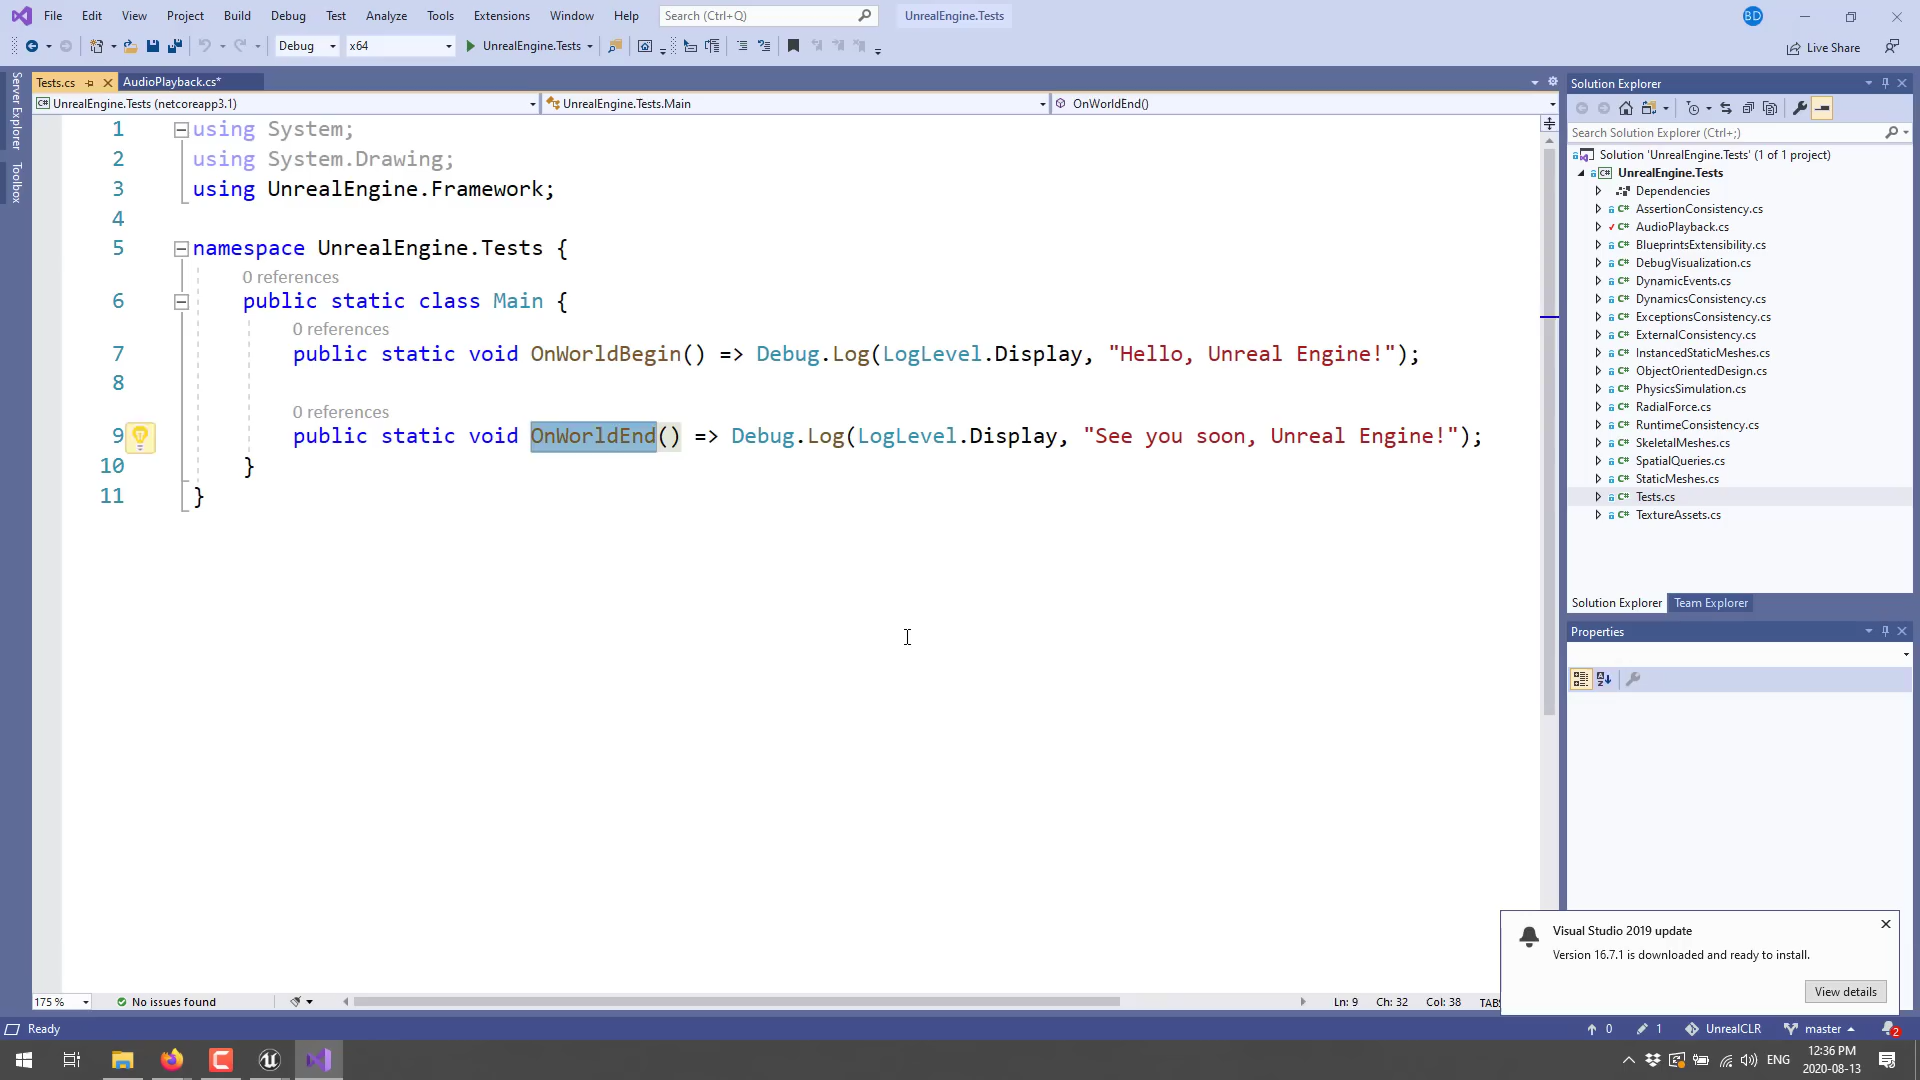 File Edit View Project Build Debug Test Analyze Tools Extensions Window Help Search (Ctrl+Q) UnrealEngine.Tests BD
Debug x64 UnrealEngine.Tests Live Share
Server Explorer
Toolbox
Tests.cs AudioPlayback.cs*
C# UnrealEngine.Tests (netcoreapp3.1) UnrealEngine.Tests.Main OnWorldEnd()
1 using System;
2 using System.Drawing;
3 using UnrealEngine.Framework;
4
5 namespace UnrealEngine.Tests {
0 references
6 public static class Main {
0 references
7 public static void OnWorldBegin() => Debug.Log(LogLevel.Display, "Hello, Unreal Engine!");
8
0 references
9 public static void OnWorldEnd() => Debug.Log(LogLevel.Display, "See you soon, Unreal Engine!");
10 }
11 }
175 % No issues found Ln: 9 Ch: 32 Col: 38 TABS
Solution Explorer
Search Solution Explorer (Ctrl+;)
Solution 'UnrealEngine.Tests' (1 of 1 project)
C# UnrealEngine.Tests
Dependencies
C# AssertionConsistency.cs
C# AudioPlayback.cs
C# BlueprintsExtensibility.cs
C# DebugVisualization.cs
C# DynamicEvents.cs
C# DynamicsConsistency.cs
C# ExceptionsConsistency.cs
C# ExternalConsistency.cs
C# InstancedStaticMeshes.cs
C# ObjectOrientedDesign.cs
C# PhysicsSimulation.cs
C# RadialForce.cs
C# RuntimeConsistency.cs
C# SkeletalMeshes.cs
C# SpatialQueries.cs
C# StaticMeshes.cs
C# Tests.cs
C# TextureAssets.cs
Solution Explorer Team Explorer
Properties
Visual Studio 2019 update
Version 16.7.1 is downloaded and ready to install.
View details
Ready 0 1 UnrealCLR master 2
ENG 12:36 PM
2020-08-13